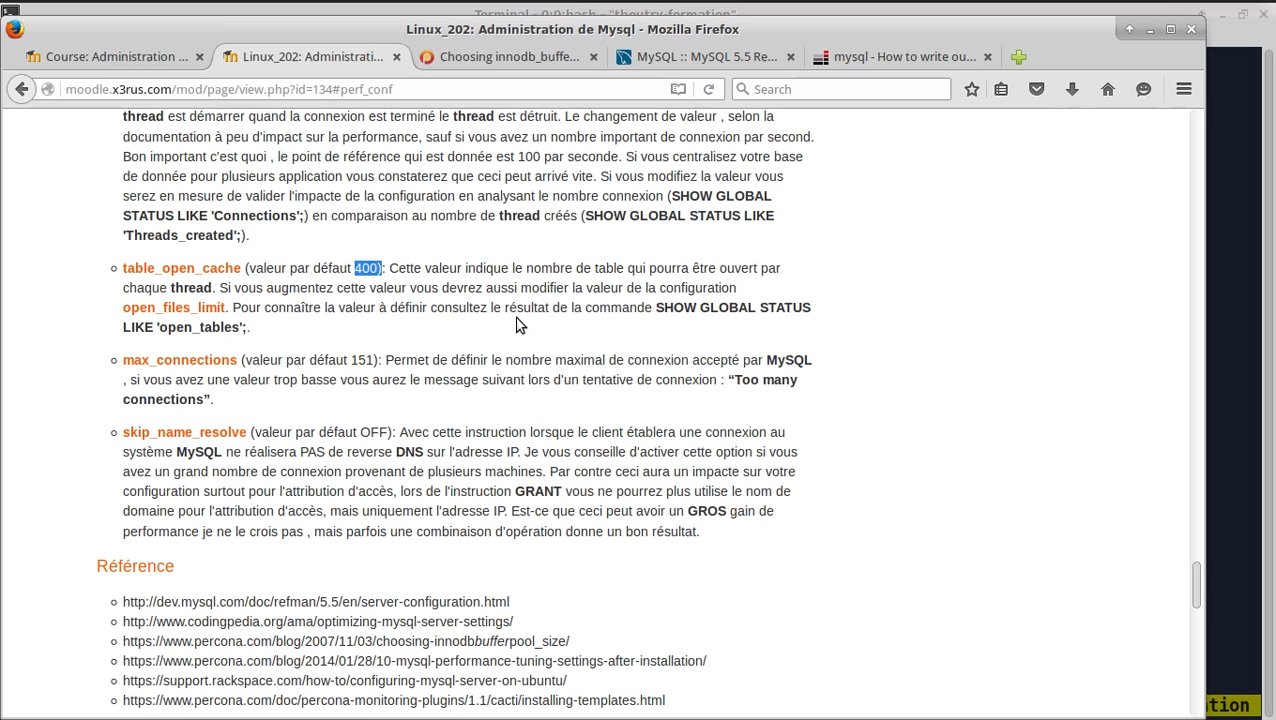 Linux_202: Administration de Mysql - Mozilla Firefox
Course: Administration ...
Linux_202: Administrati...
Choosing innodb_buffe...
MySQL :: MySQL 5.5 Re...
mysql - How to write ou...
moodle.x3rus.com/mod/page/view.php?id=134#perf_conf
Search
thread est démarrer quand la connexion est terminé le thread est détruit. Le changement de valeur , selon la
documentation à peu d'impact sur la performance, sauf si vous avez un nombre important de connexion par second.
Bon important c'est quoi , le point de référence qui est donnée est 100 par seconde. Si vous centralisez votre base
de donnée pour plusieurs application vous constaterez que ceci peut arrivé vite. Si vous modifiez la valeur vous
serez en mesure de valider l'impacte de la configuration en analysant le nombre connexion (SHOW GLOBAL
STATUS LIKE 'Connections';) en comparaison au nombre de thread créés (SHOW GLOBAL STATUS LIKE
'Threads_created';).
table_open_cache (valeur par défaut 400): Cette valeur indique le nombre de table qui pourra être ouvert par
chaque thread. Si vous augmentez cette valeur vous devrez aussi modifier la valeur de la configuration
open_files_limit. Pour connaître la valeur à définir consultez le résultat de la commande SHOW GLOBAL STATUS
LIKE 'open_tables';.
max_connections (valeur par défaut 151): Permet de définir le nombre maximal de connexion accepté par MySQL
, si vous avez une valeur trop basse vous aurez le message suivant lors d'un tentative de connexion : “Too many
connections”.
skip_name_resolve (valeur par défaut OFF): Avec cette instruction lorsque le client établera une connexion au
système MySQL ne réalisera PAS de reverse DNS sur l'adresse IP. Je vous conseille d'activer cette option si vous
avez un grand nombre de connexion provenant de plusieurs machines. Par contre ceci aura un impacte sur votre
configuration surtout pour l'attribution d'accès, lors de l'instruction GRANT vous ne pourrez plus utilise le nom de
domaine pour l'attribution d'accès, mais uniquement l'adresse IP. Est-ce que ceci peut avoir un GROS gain de
performance je ne le crois pas , mais parfois une combinaison d'opération donne un bon résultat.
Référence
http://dev.mysql.com/doc/refman/5.5/en/server-configuration.html
http://www.codingpedia.org/ama/optimizing-mysql-server-settings/
https://www.percona.com/blog/2007/11/03/choosing-innodbbufferpool_size/
https://www.percona.com/blog/2014/01/28/10-mysql-performance-tuning-settings-after-installation/
https://support.rackspace.com/how-to/configuring-mysql-server-on-ubuntu/
https://www.percona.com/doc/percona-monitoring-plugins/1.1/cacti/installing-templates.html
ation